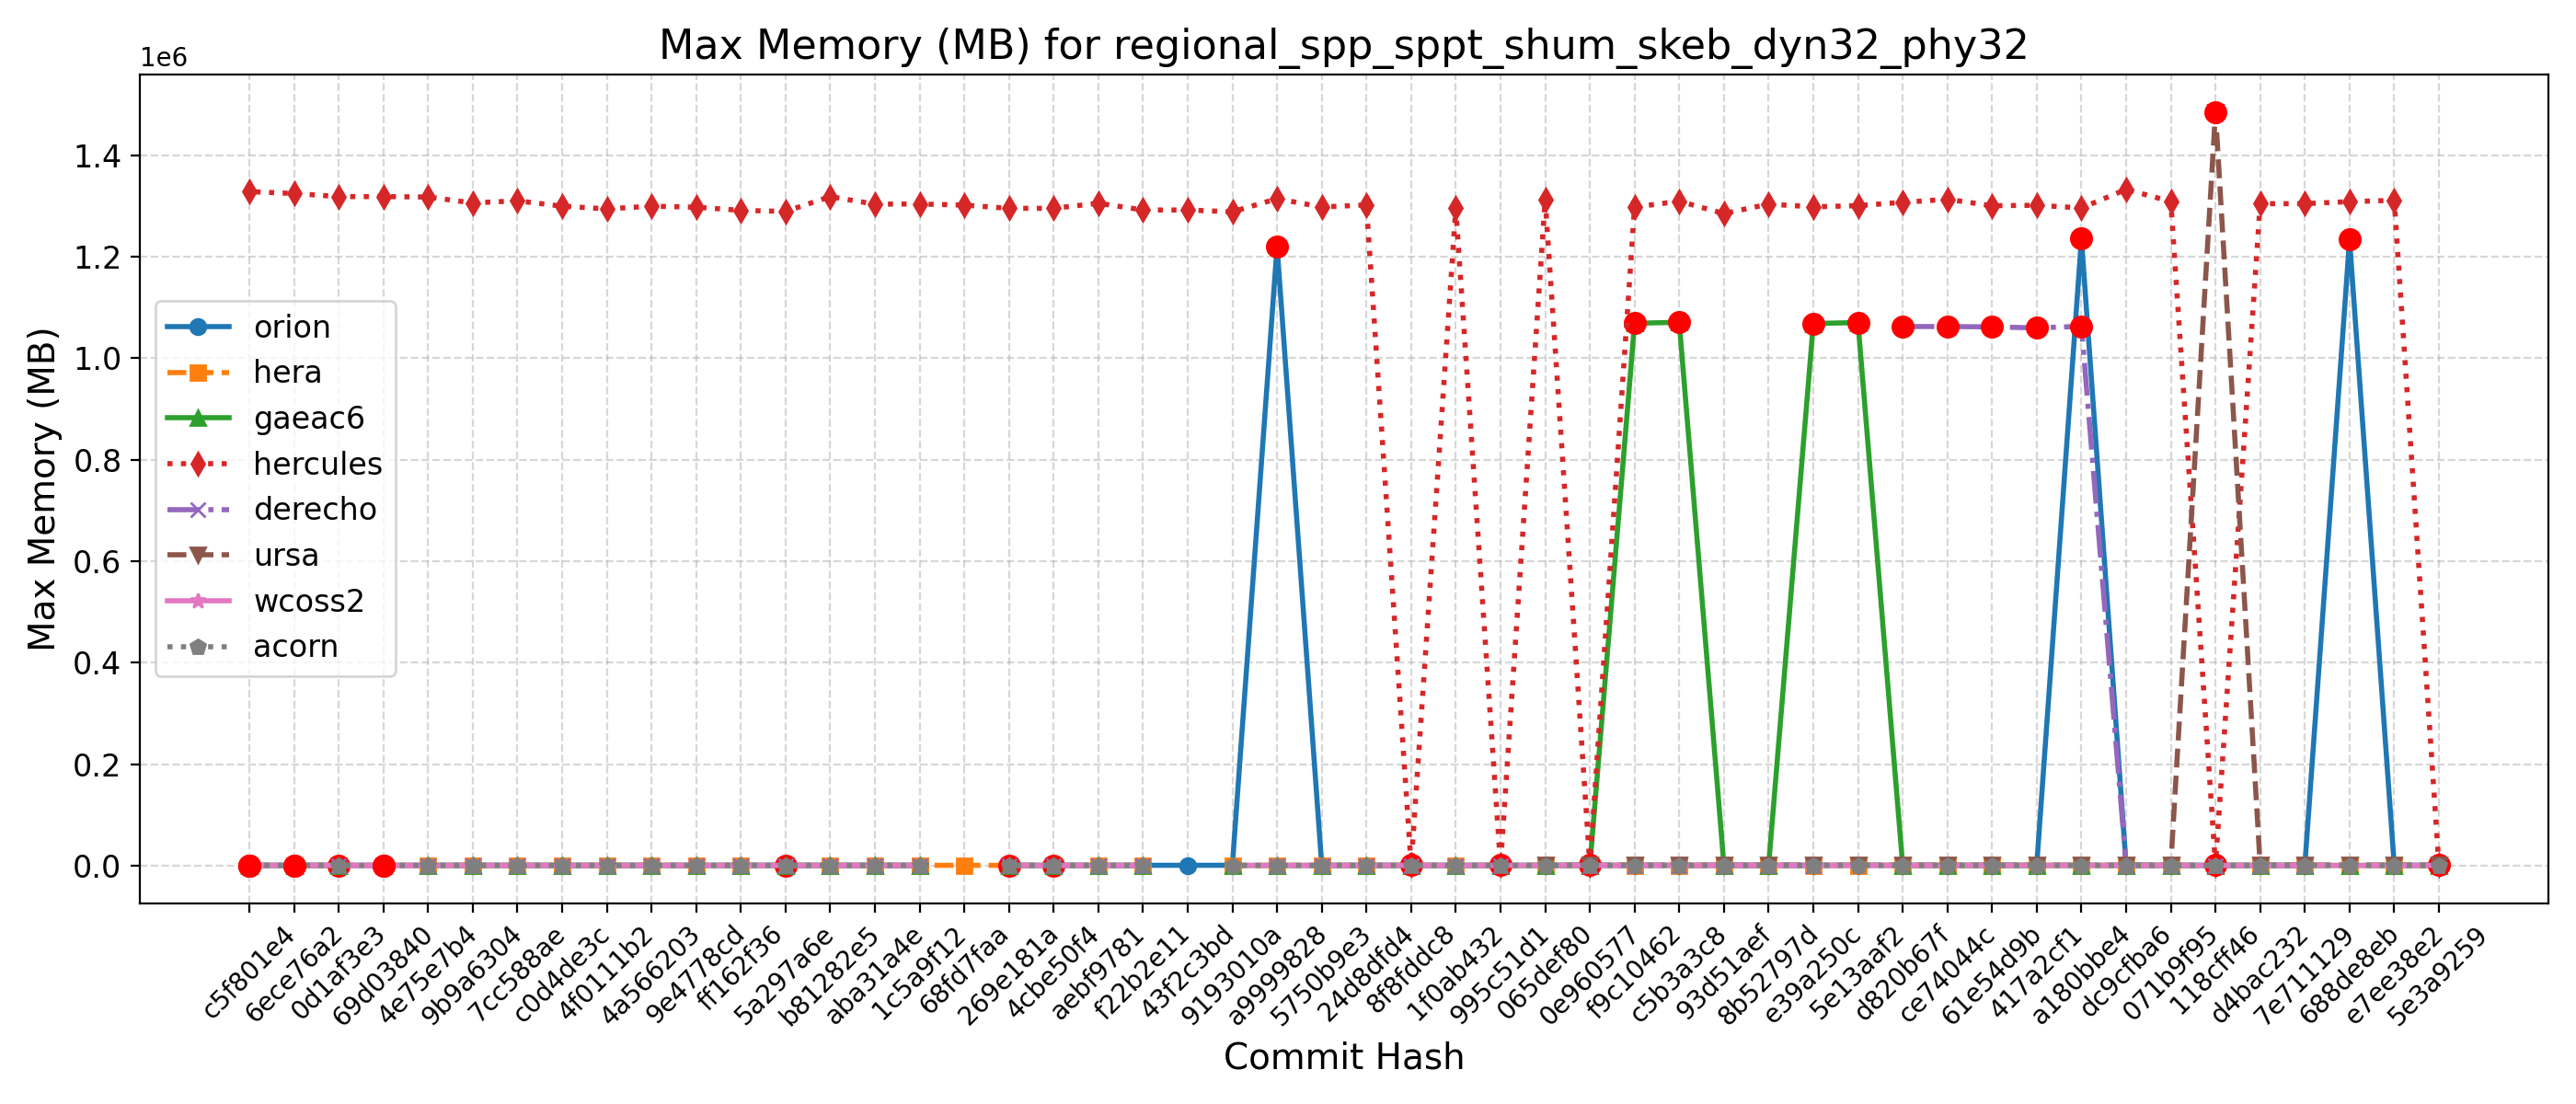 Max Memory (MB) for regional_spp_sppt_shum_skeb_dyn32_phy32
1e6
1.4
1.2
1.0
0.8
0.6
0.4
0.2
0.0
Max Memory (MB)
orion
hera
gaeac6
hercules
derecho
ursa
wcoss2
acorn
c5f801e4
6ece76a2
0d1af3e3
69d03840
4e75e7b4
9b9a6304
7cc588ae
c0d4de3c
4f0111b2
4a566203
9e4778cd
ff162f36
5a297a6e
b81282e5
aba31a4e
1c5a9f12
68fd7faa
269e181a
4cbe50f4
aebf9781
f22b2e11
43f2c3bd
9193010a
a9999828
5750b9e3
24d8dfd4
8f8fddc8
1f0ab432
995c51d1
065def80
0e960577
f9c10462
c5b3a3c8
93d51aef
8b52797d
e39a250c
5e13aaf2
d820b67f
ce74044c
61e54d9b
417a2cf1
a180bbe4
dc9cfba6
071b9f95
118cff46
d4bac232
7e711129
688de8eb
e7ee38e2
5e3a9259
Commit Hash